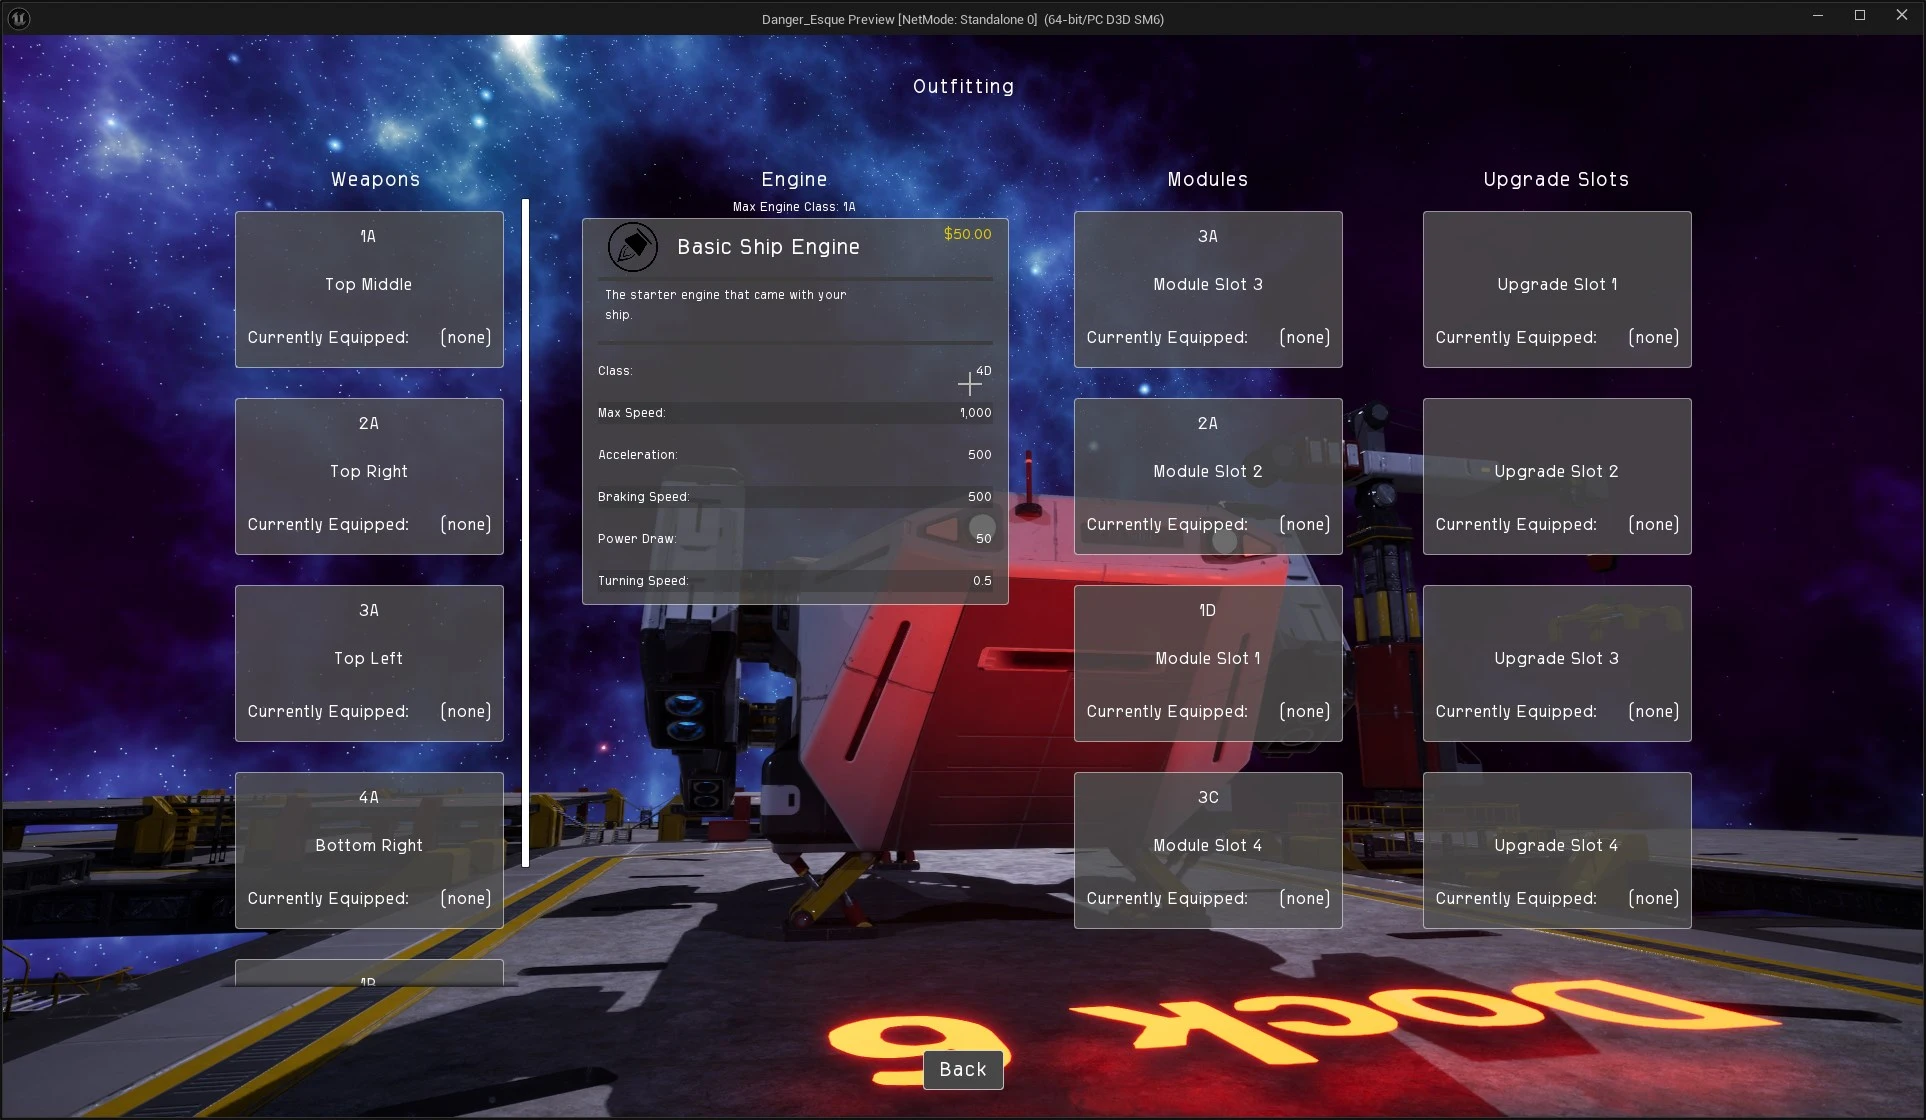 Danger_Esque Preview [NetMode: Standalone 0] (64-bit/PC D3D SM6)
Outfitting
Weapons
1A
Top Middle
Currently Equipped: (none)
2A
Top Right
Currently Equipped: (none)
3A
Top Left
Currently Equipped: (none)
4A
Bottom Right
Currently Equipped: (none)
1B
Engine
Max Engine Class: 1A
Basic Ship Engine
$50.00
The starter engine that came with your
ship.
Class: 4D
Max Speed: 1,000
Acceleration: 500
Braking Speed: 500
Power Draw: 50
Turning Speed: 0.5
Modules
3A
Module Slot 3
Currently Equipped: (none)
2A
Module Slot 2
Currently Equipped: (none)
1D
Module Slot 1
Currently Equipped: (none)
3C
Module Slot 4
Currently Equipped: (none)
Upgrade Slots
Upgrade Slot 1
Currently Equipped: (none)
Upgrade Slot 2
Currently Equipped: (none)
Upgrade Slot 3
Currently Equipped: (none)
Upgrade Slot 4
Currently Equipped: (none)
Dock 6
Back